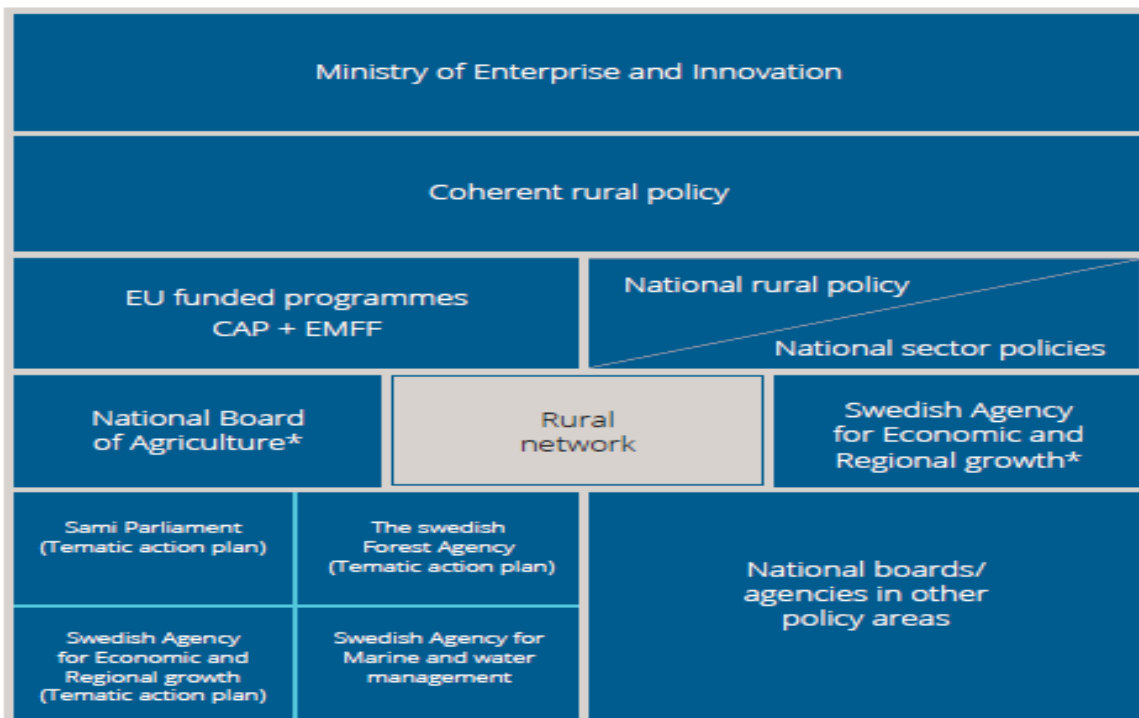 Ministry of Enterprise and Innovation
Coherent rural policy
EU funded programmes
CAP + EMFF
National rural policy
National sector policies
National Board
of Agriculture*
Rural
network
Swedish Agency
for Economic and
Regional growth*
Sami Parliament
(Tematic action plan)
The swedish
Forest Agency
(Tematic action plan)
Swedish Agency
for Economic and
Regional growth
(Tematic action plan)
Swedish Agency for
Marine and water
management
National boards/
agencies in other
policy areas